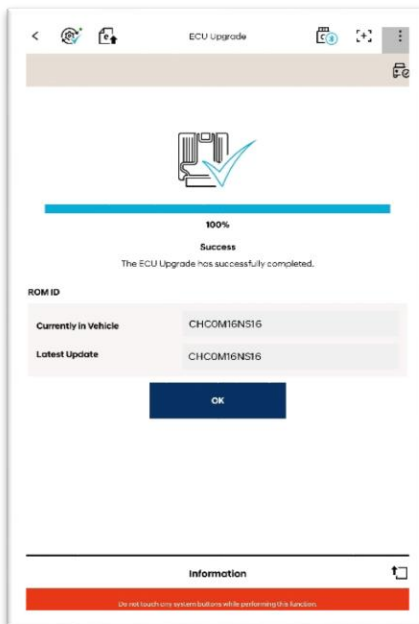 ECU Upgrade
100%
Success
The ECU Upgrade has successfully completed.
ROM ID
Currently in Vehicle CHC0M16NS16
Latest Update CHC0M16NS16
OK
Information
Do not touch any system buttons while performing this function.